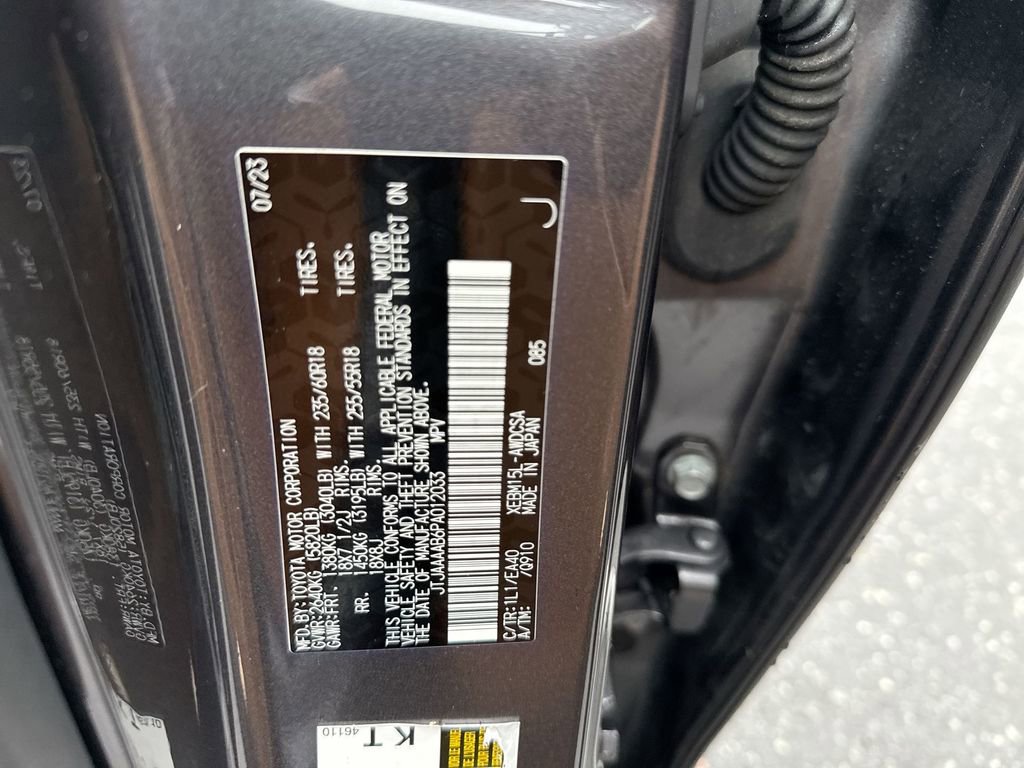 07/23
MFD.BY:TOYOTA MOTOR CORPORATION
GVWR:2640KG (5820LB)
GAWR:FRT. 1380KG (3040LB) WITH 235/60R18 TIRES.
18X7 1/2J RIMS.
RR. 1450KG (3195LB) WITH 255/55R18 TIRES.
18X8J RIMS.
THIS VEHICLE CONFORMS TO ALL APPLICABLE FEDERAL MOTOR
VEHICLE SAFETY AND THEFT PREVENTION STANDARDS IN EFFECT ON
THE DATE OF MANUFACTURE SHOWN ABOVE.
JTJAAAAB6PA012033 MPV
C/TR:1L1/EA40 XEBM15L-AWDCSA 085
A/TM: /0910 MADE IN JAPAN
J
46110
KT